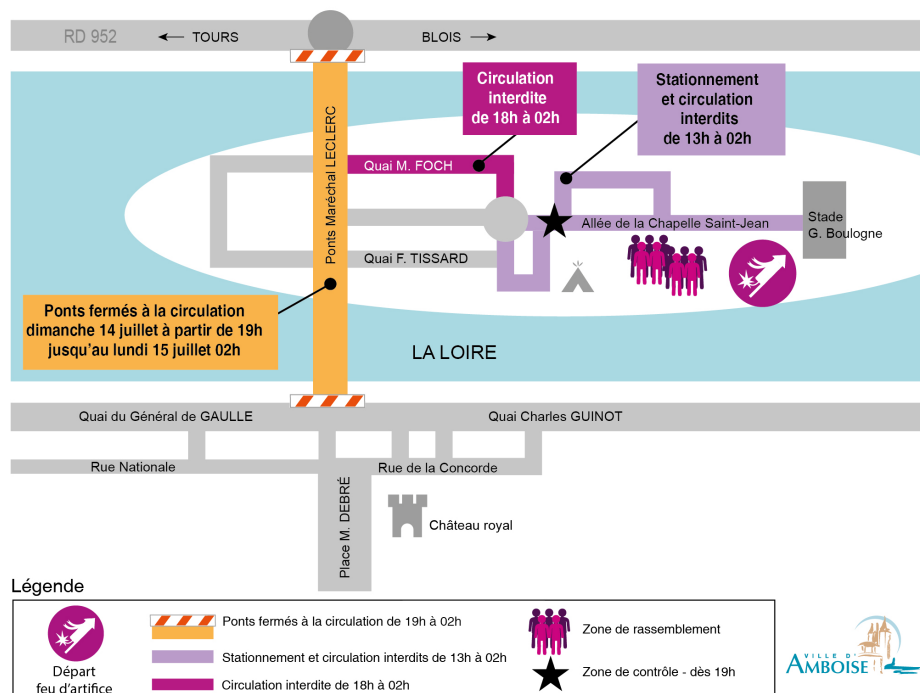 RD 952
← TOURS
BLOIS →
Circulation
interdite
de 18h à 02h
Stationnement
et circulation
interdits
de 13h à 02h
Ponts Maréchal LECLERC
Quai M. FOCH
Allée de la Chapelle Saint-Jean
Stade
G. Boulogne
Quai F. TISSARD
Ponts fermés à la circulation
dimanche 14 juillet à partir de 19h
jusqu'au lundi 15 juillet 02h
LA LOIRE
Quai du Général de GAULLE
Quai Charles GUINOT
Rue Nationale
Rue de la Concorde
Place M. DEBRÉ
Château royal
Légende
Départ
feu d'artifice
Ponts fermés à la circulation de 19h à 02h
Stationnement et circulation interdits de 13h à 02h
Circulation interdite de 18h à 02h
Zone de rassemblement
Zone de contrôle - dès 19h
VILLE D'
AMBOISE